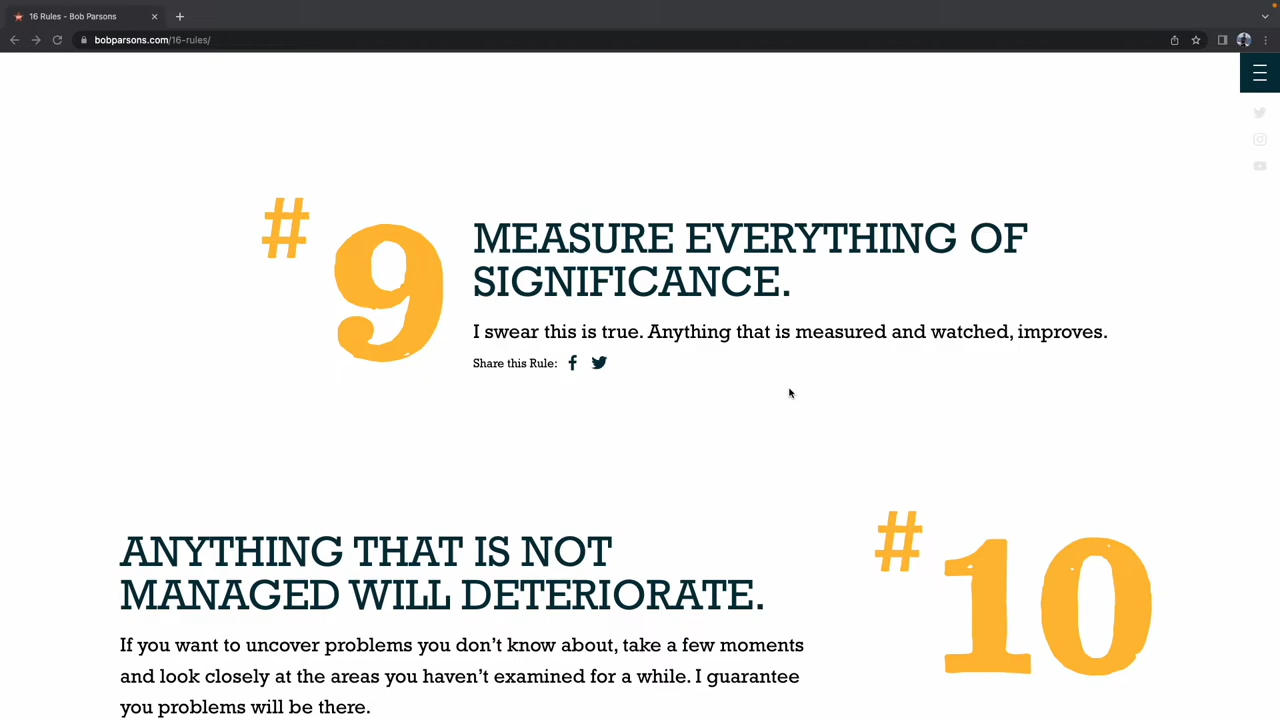 16 Rules - Bob Parsons
bobparsons.com/16-rules/
#9
MEASURE EVERYTHING OF
SIGNIFICANCE.
I swear this is true. Anything that is measured and watched, improves.
Share this Rule:
#10
ANYTHING THAT IS NOT
MANAGED WILL DETERIORATE.
If you want to uncover problems you don't know about, take a few moments
and look closely at the areas you haven't examined for a while. I guarantee
you problems will be there.